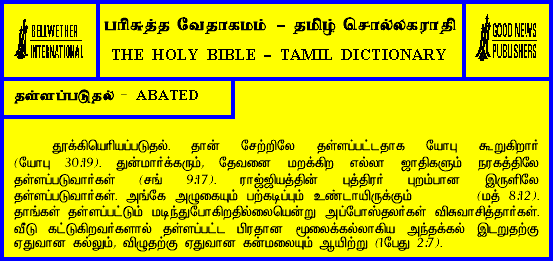 BELLWETHER
INTERNATIONAL
பரிசுத்த வேதாகமம் – தமிழ் சொல்லகராதி
THE HOLY BIBLE – TAMIL DICTIONARY
GOOD NEWS
PUBLISHERS
தள்ளப்படுதல் - ABATED
தூக்கியெரியப்படுதல். தான் சேற்றிலே தள்ளப்பட்டதாக யோபு கூறுகிறார்
(யோபு 30:19). துன்மார்க்கரும், தேவனை மறக்கிற எல்லா ஜாதிகளும் நரகத்திலே
தள்ளப்படுவார்கள் (சங் 9:17). ராஜ்ஜியத்தின் புத்திரர் புறம்பான இருளிலே
தள்ளப்படுவார்கள். அங்கே அழுகையும் பற்கடிப்பும் உண்டாயிருக்கும் (மத் 8:12).
தாங்கள் தள்ளப்பட்டும் மடிந்துபோகிறதில்லையென்று அப்போஸ்தலர்கள் விசுவாசித்தார்கள்.
வீடு கட்டுகிறவர்களால் தள்ளப்பட்ட பிரதான மூலைக்கல்லாகிய அந்தக்கல் இடறுதற்கு
ஏதுவான கல்லும், விழுதற்கு ஏதுவான கன்மலையும் ஆயிற்று (1பேது 2:7).